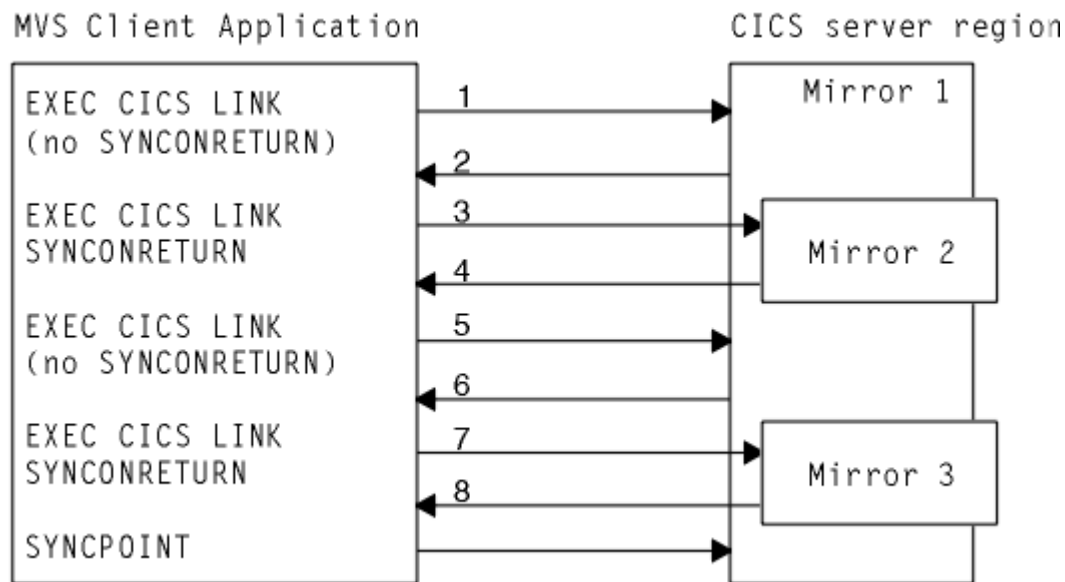 MVS Client Application
CICS server region
EXEC CICS LINK
(no SYNCONRETURN)
1
Mirror 1
2
EXEC CICS LINK
SYNCONRETURN
3
Mirror 2
4
EXEC CICS LINK
(no SYNCONRETURN)
5
6
EXEC CICS LINK
SYNCONRETURN
7
Mirror 3
8
SYNCPOINT